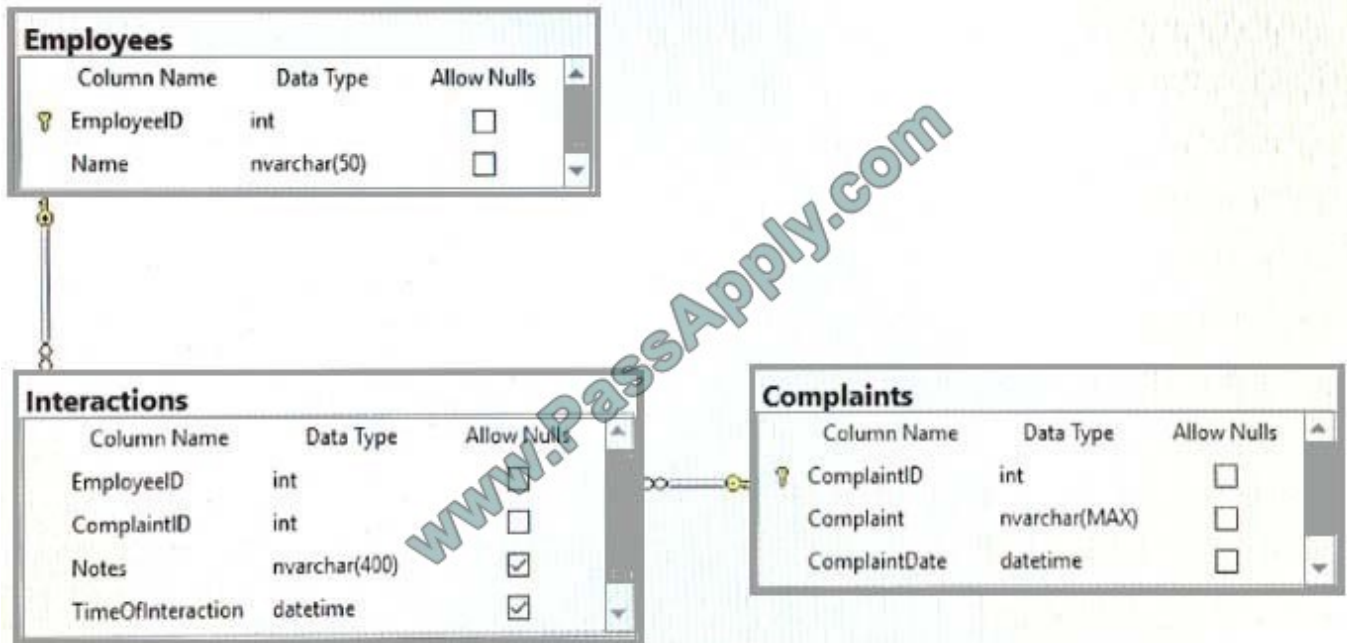 Employees
Column Name Data Type Allow Nulls
EmployeeID int
Name nvarchar(50)
Interactions
Column Name Data Type Allow Nulls
EmployeeID int
ComplaintID int
Notes nvarchar(400)
TimeOfInteraction datetime
Complaints
Column Name Data Type Allow Nulls
ComplaintID int
Complaint nvarchar(MAX)
ComplaintDate datetime
www.PassApply.com